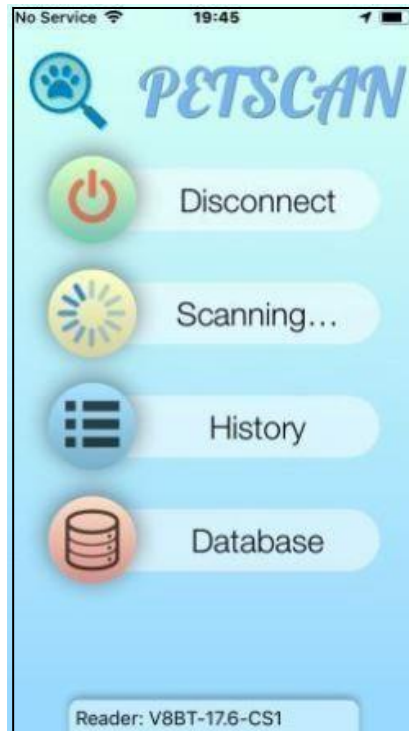 No Service 19:45
PETSCAN
Disconnect
Scanning...
History
Database
Reader: V8BT-17.6-CS1